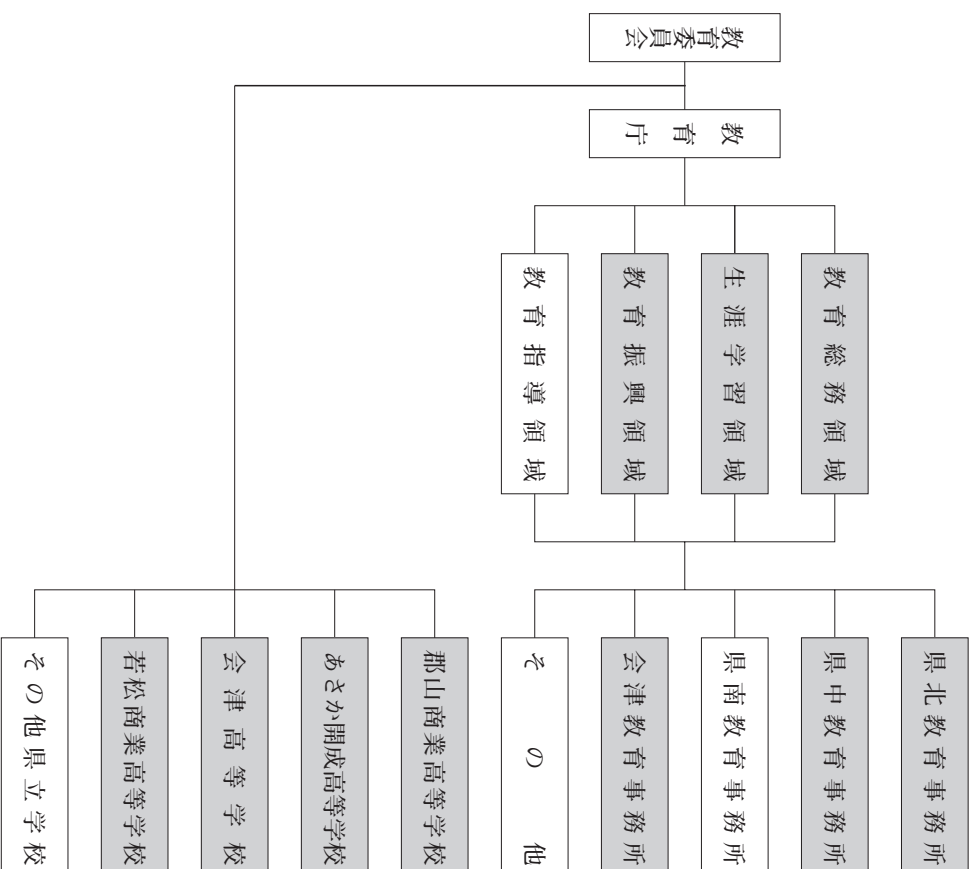 教育委員会
教育庁
教育総務領域
生涯学習領域
教育振興領域
教育指導領域
県北教育事務所
県中教育事務所
県南教育事務所
会津教育事務所
その他
郡山商業高等学校
あさか開成高等学校
会津高等学校
若松商業高等学校
その他県立学校